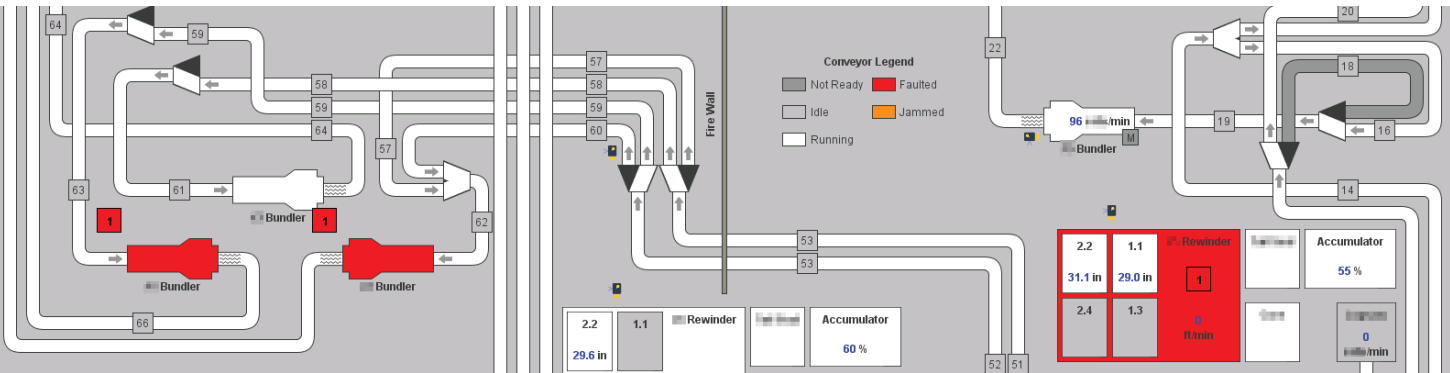 64
59
58
59
64
57
63
61
62
1
Bundler
1
Bundler
Bundler
66
57
58
59
60
53
53
52
51
Fire Wall
Conveyor Legend
Not Ready
Faulted
Idle
Jammed
Running
22
20
18
19
16
14
96 /min
M
Bundler
2.2
29.6 in
1.1
Rewinder
Accumulator
60 %
2.2
31.1 in
1.1
29.0 in
2.4
1.3
Rewinder
1
0
ft/min
Accumulator
55 %
0
/min